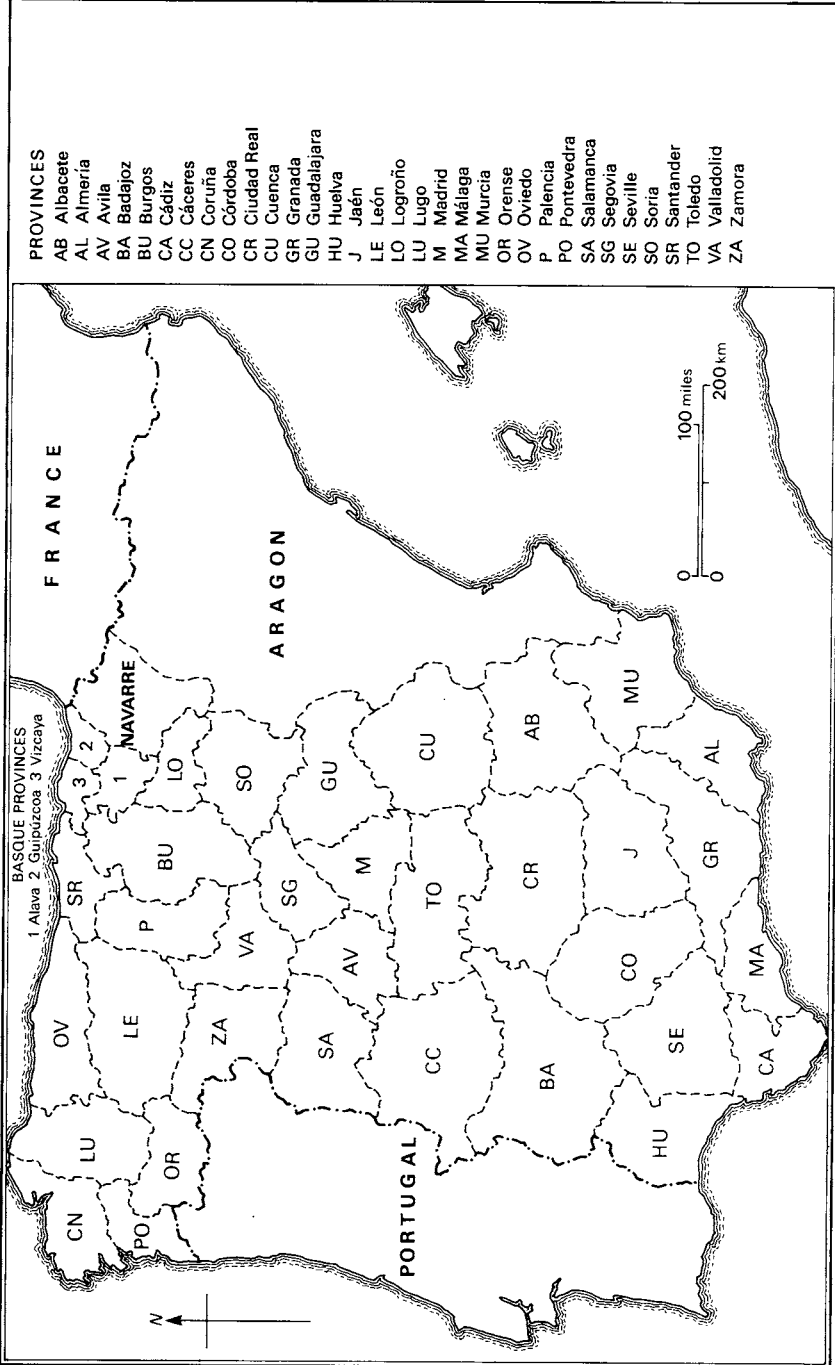 BASQUE PROVINCES
1 Alava 2 Guipúzcoa 3 Vizcaya
FRANCE
NAVARRE
ARAGON
PORTUGAL
N
CN
LU
OV
SR
3
2
1
PO
OR
LE
P
BU
LO
ZA
VA
SO
SA
SG
AV
M
GU
CC
TO
CU
BA
CR
AB
HU
SE
CO
J
MU
CA
MA
GR
AL
0 100 miles
0 200 km
PROVINCES
AB Albacete
AL Almería
AV Avila
BA Badajoz
BU Burgos
CA Cádiz
CC Cáceres
CN Coruña
CO Córdoba
CR Ciudad Real
CU Cuenca
GR Granada
GU Guadalajara
HU Huelva
J Jaén
LE León
LO Logroño
LU Lugo
M Madrid
MA Málaga
MU Murcia
OR Orense
OV Oviedo
P Palencia
PO Pontevedra
SA Salamanca
SG Segovia
SE Seville
SO Soria
SR Santander
TO Toledo
VA Valladolid
ZA Zamora